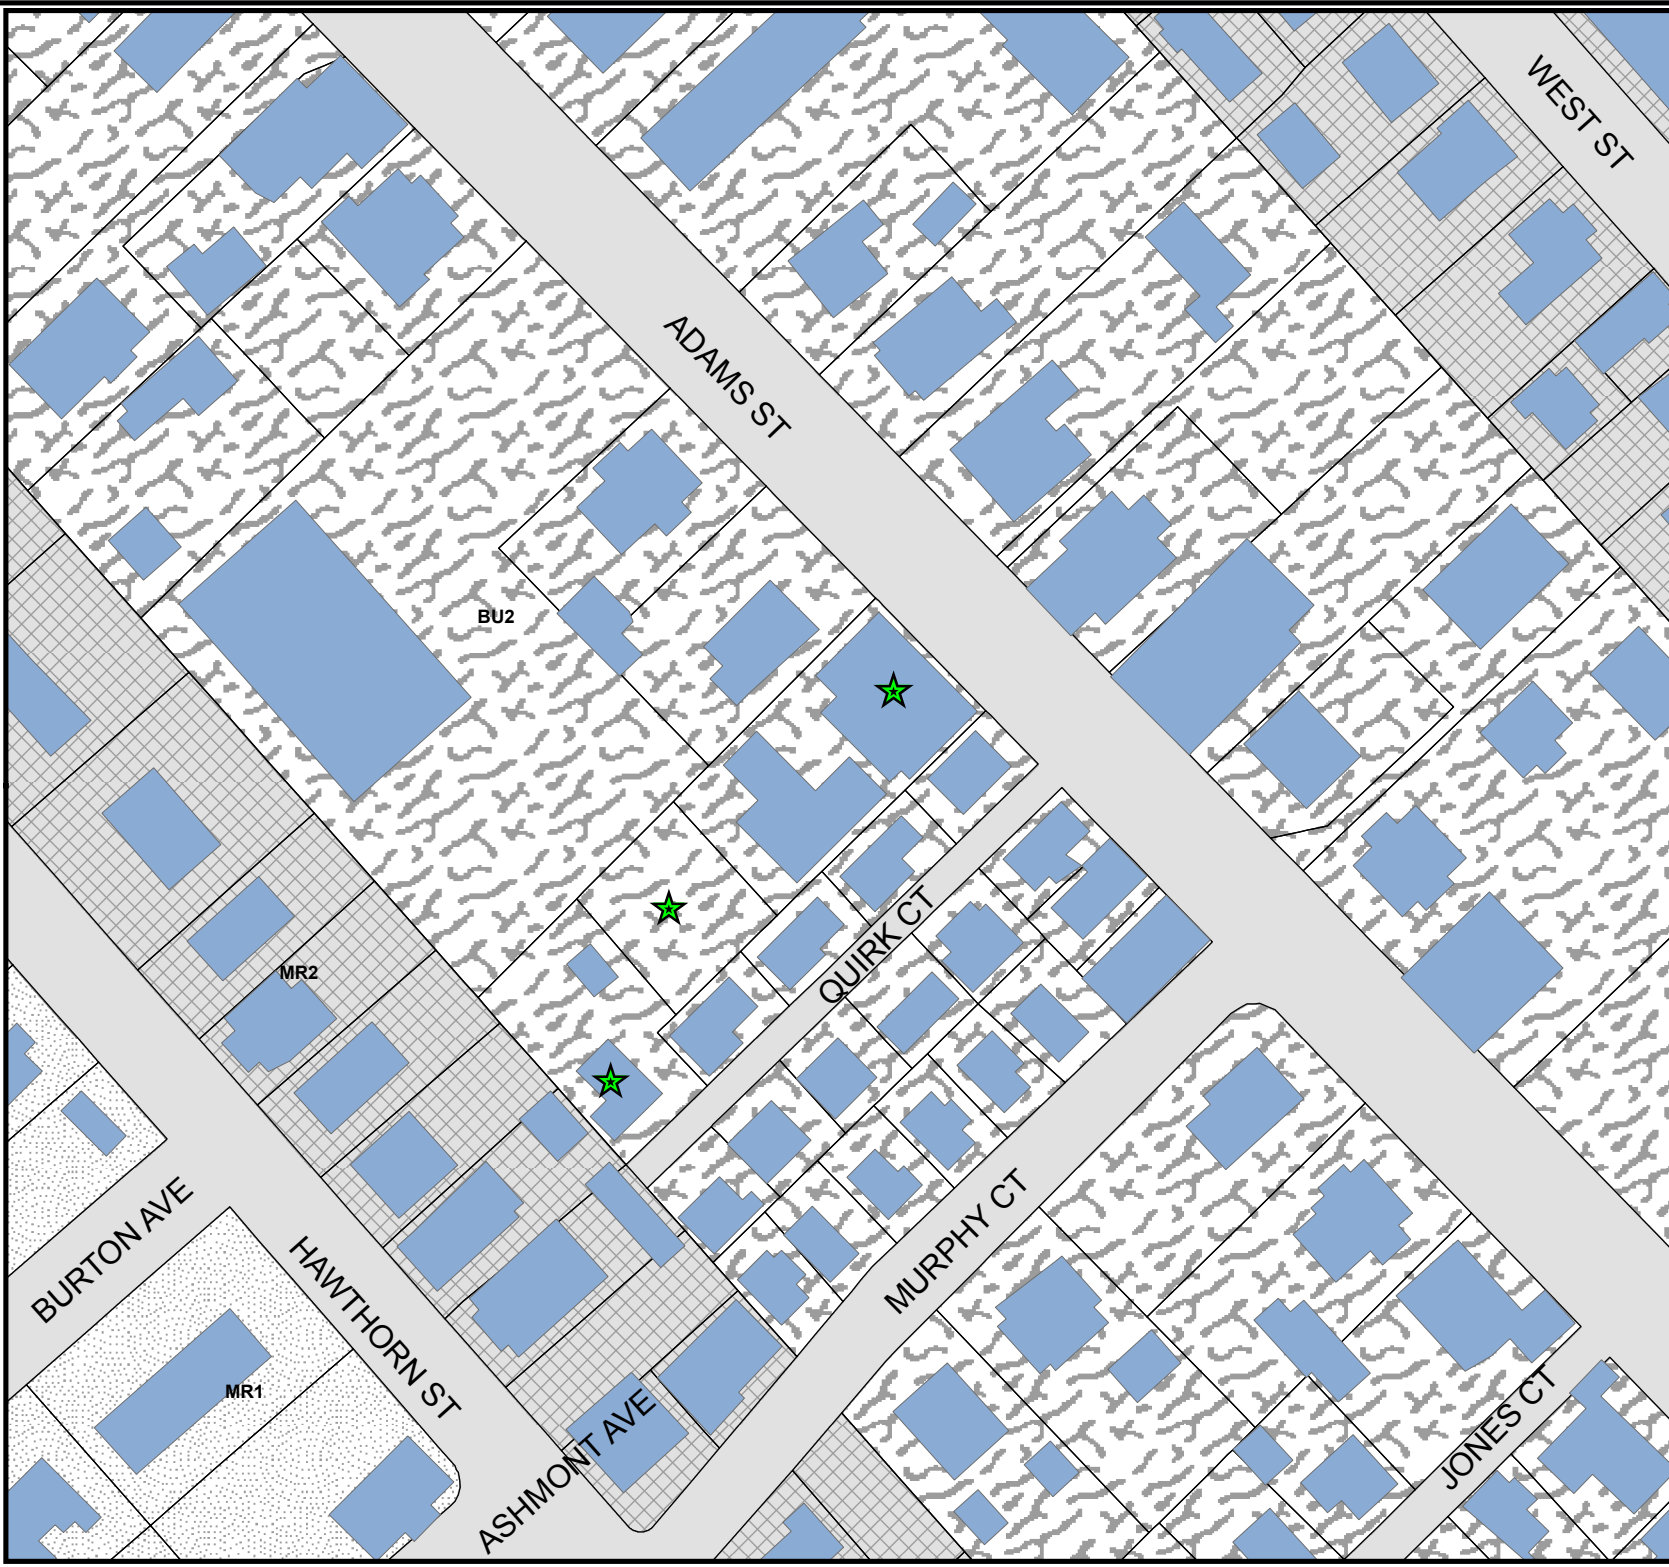 WEST ST
ADAMS ST
BU2
QUIRK CT
MR2
MURPHY CT
BURTON AVE
HAWTHORN ST
MR1
ASHMONT AVE
JONES CT